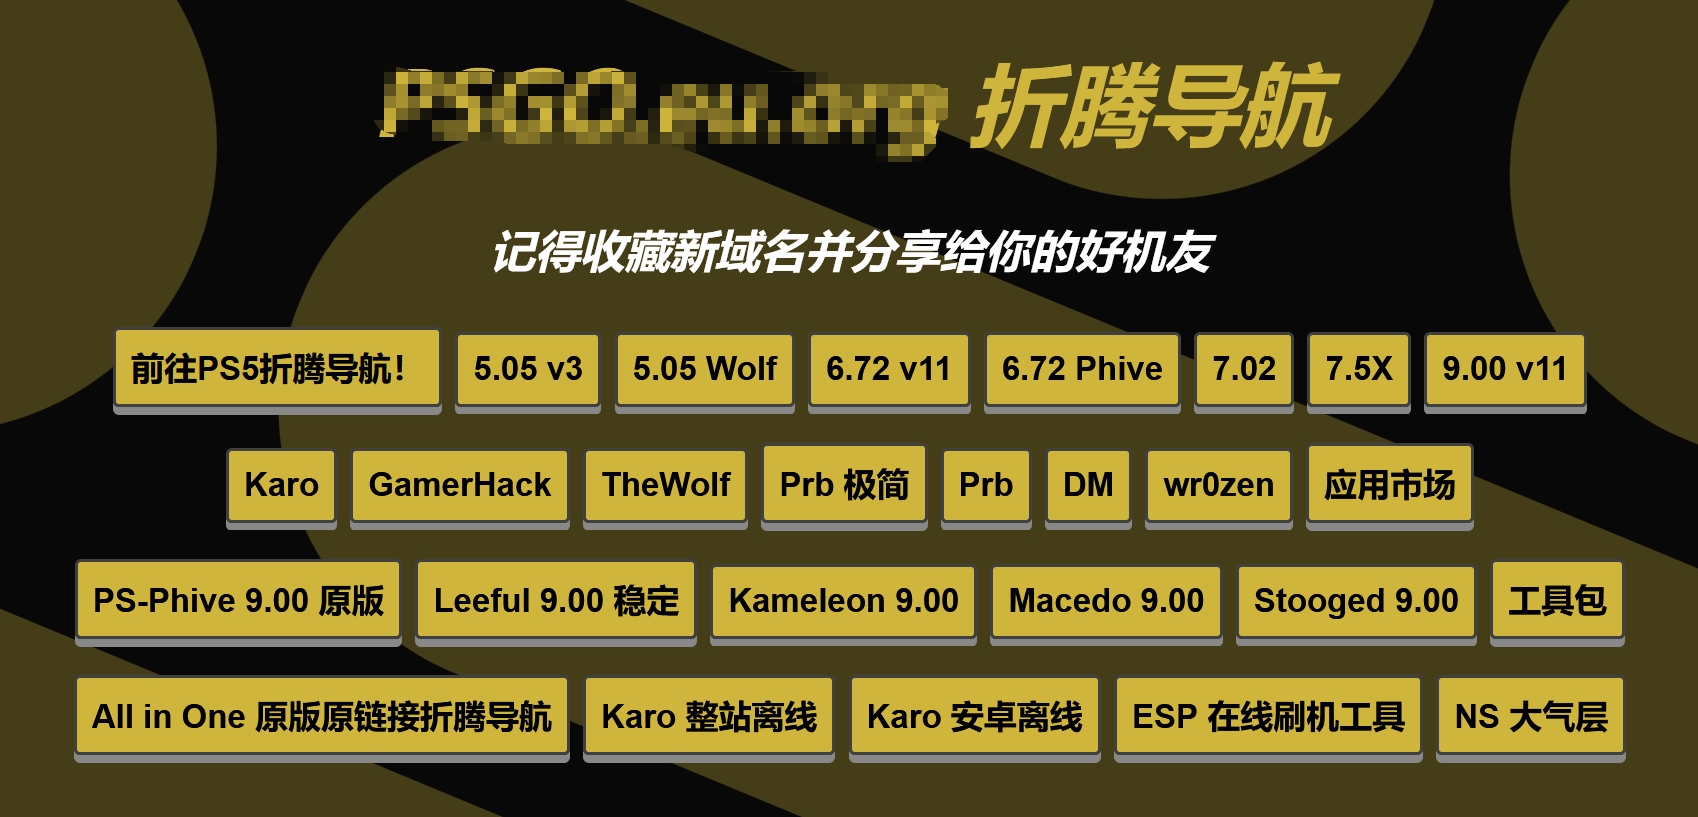 折腾导航
记得收藏新域名并分享给你的好机友
前往PS5折腾导航! 5.05 v3 5.05 Wolf 6.72 v11 6.72 Phive 7.02 7.5X 9.00 v11
Karo GamerHack TheWolf Prb 极简 Prb DM wr0zen 应用市场
PS-Phive 9.00 原版 Leeful 9.00 稳定 Kameleon 9.00 Macedo 9.00 Stooged 9.00 工具包
All in One 原版原链接折腾导航 Karo 整站离线 Karo 安卓离线 ESP 在线刷机工具 NS 大气层